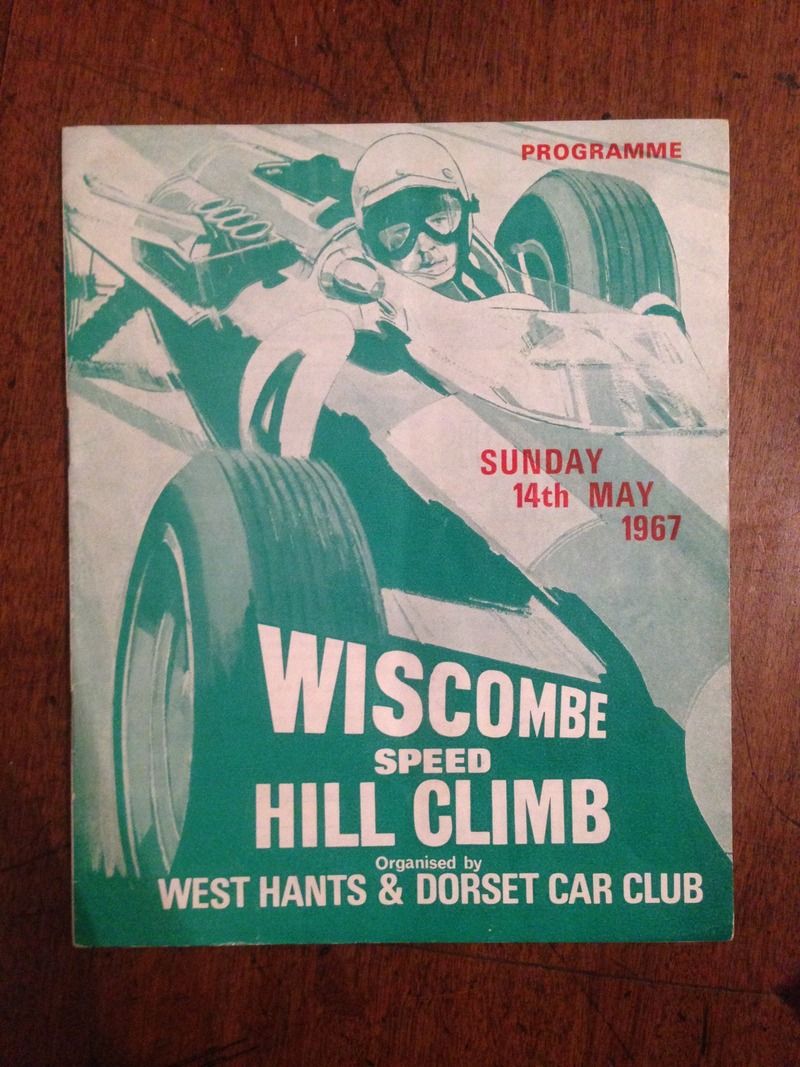 PROGRAMME
SUNDAY
14th MAY
1967
WISCOMBE
SPEED
HILL CLIMB
Organised by
WEST HANTS & DORSET CAR CLUB